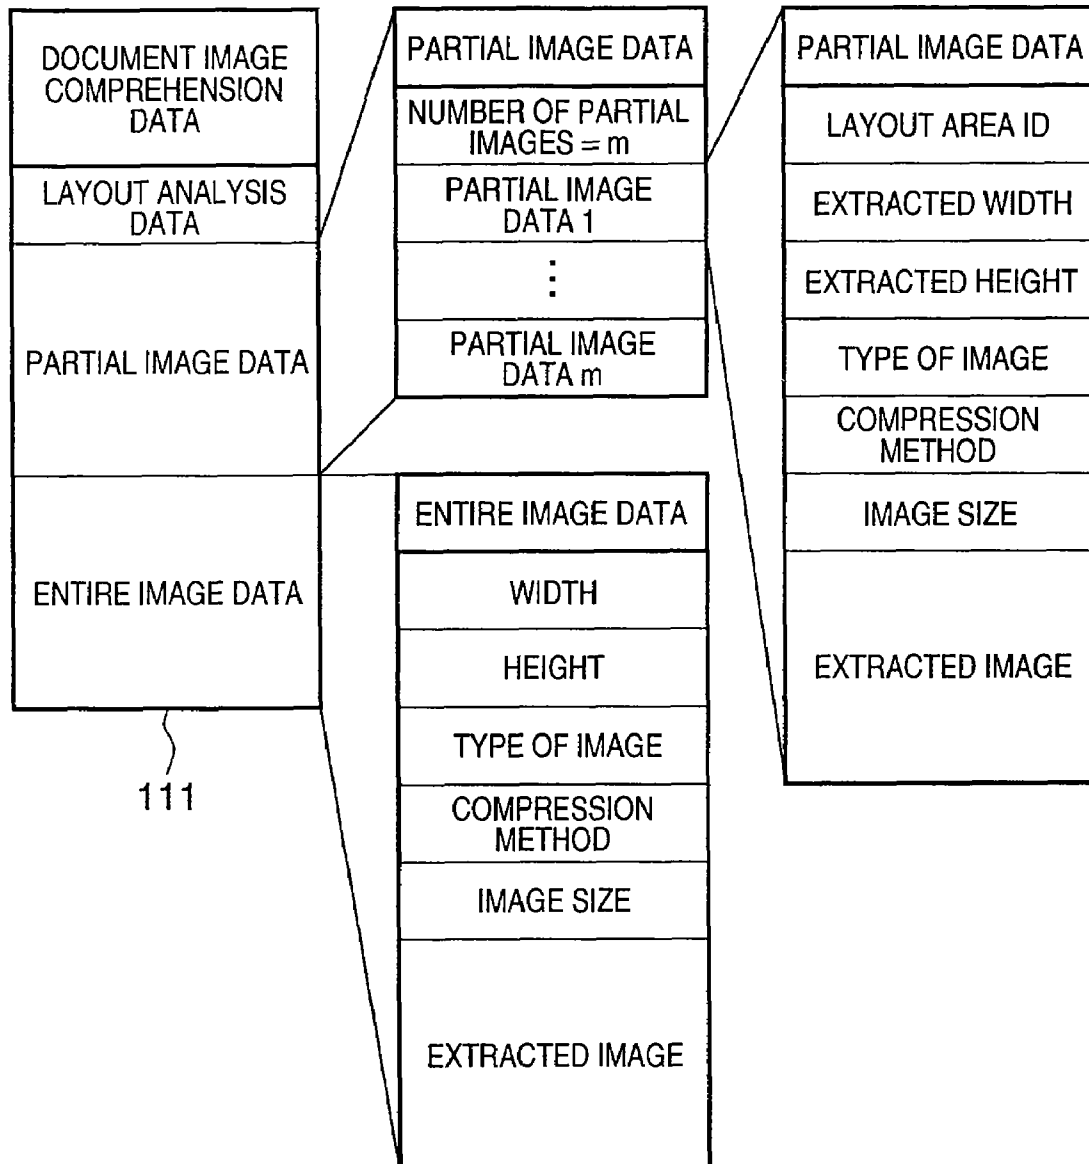 DOCUMENT IMAGE
COMPREHENSION
DATA
LAYOUT ANALYSIS
DATA
PARTIAL IMAGE DATA
ENTIRE IMAGE DATA
111
PARTIAL IMAGE DATA
NUMBER OF PARTIAL
IMAGES = m
PARTIAL IMAGE
DATA 1
⋮
PARTIAL IMAGE
DATA m
ENTIRE IMAGE DATA
WIDTH
HEIGHT
TYPE OF IMAGE
COMPRESSION
METHOD
IMAGE SIZE
EXTRACTED IMAGE
PARTIAL IMAGE DATA
LAYOUT AREA ID
EXTRACTED WIDTH
EXTRACTED HEIGHT
TYPE OF IMAGE
COMPRESSION
METHOD
IMAGE SIZE
EXTRACTED IMAGE